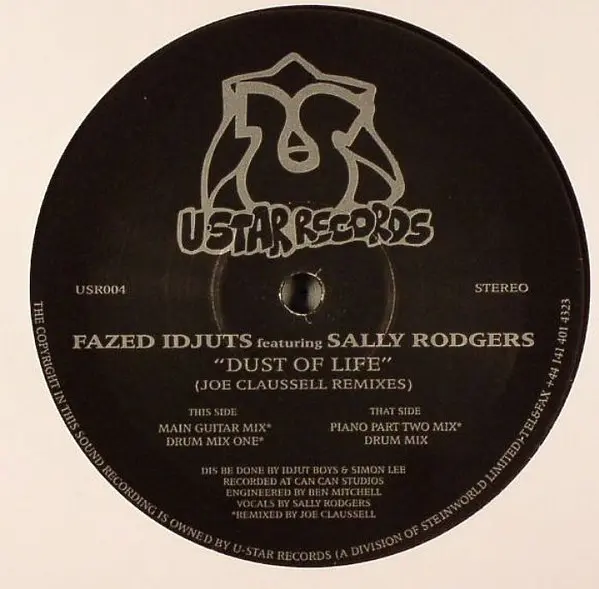 U-STAR RECORDS
USR004
STEREO
FAZED IDJUTS featuring SALLY RODGERS
"DUST OF LIFE"
(JOE CLAUSSELL REMIXES)
THIS SIDE
MAIN GUITAR MIX*
DRUM MIX ONE*
THAT SIDE
PIANO PART TWO MIX*
DRUM MIX
DIS BE DONE BY IDJUT BOYS & SIMON LEE
RECORDED AT CAN CAN STUDIOS
ENGINEERED BY BEN MITCHELL
VOCALS BY SALLY RODGERS
*REMIXED BY JOE CLAUSSELL
THE COPYRIGHT IN THIS SOUND RECORDING IS OWNED BY U-STAR RECORDS (A DIVISION OF STEINWORLD LIMITED)•TEL&FAX +44 141 401 4323